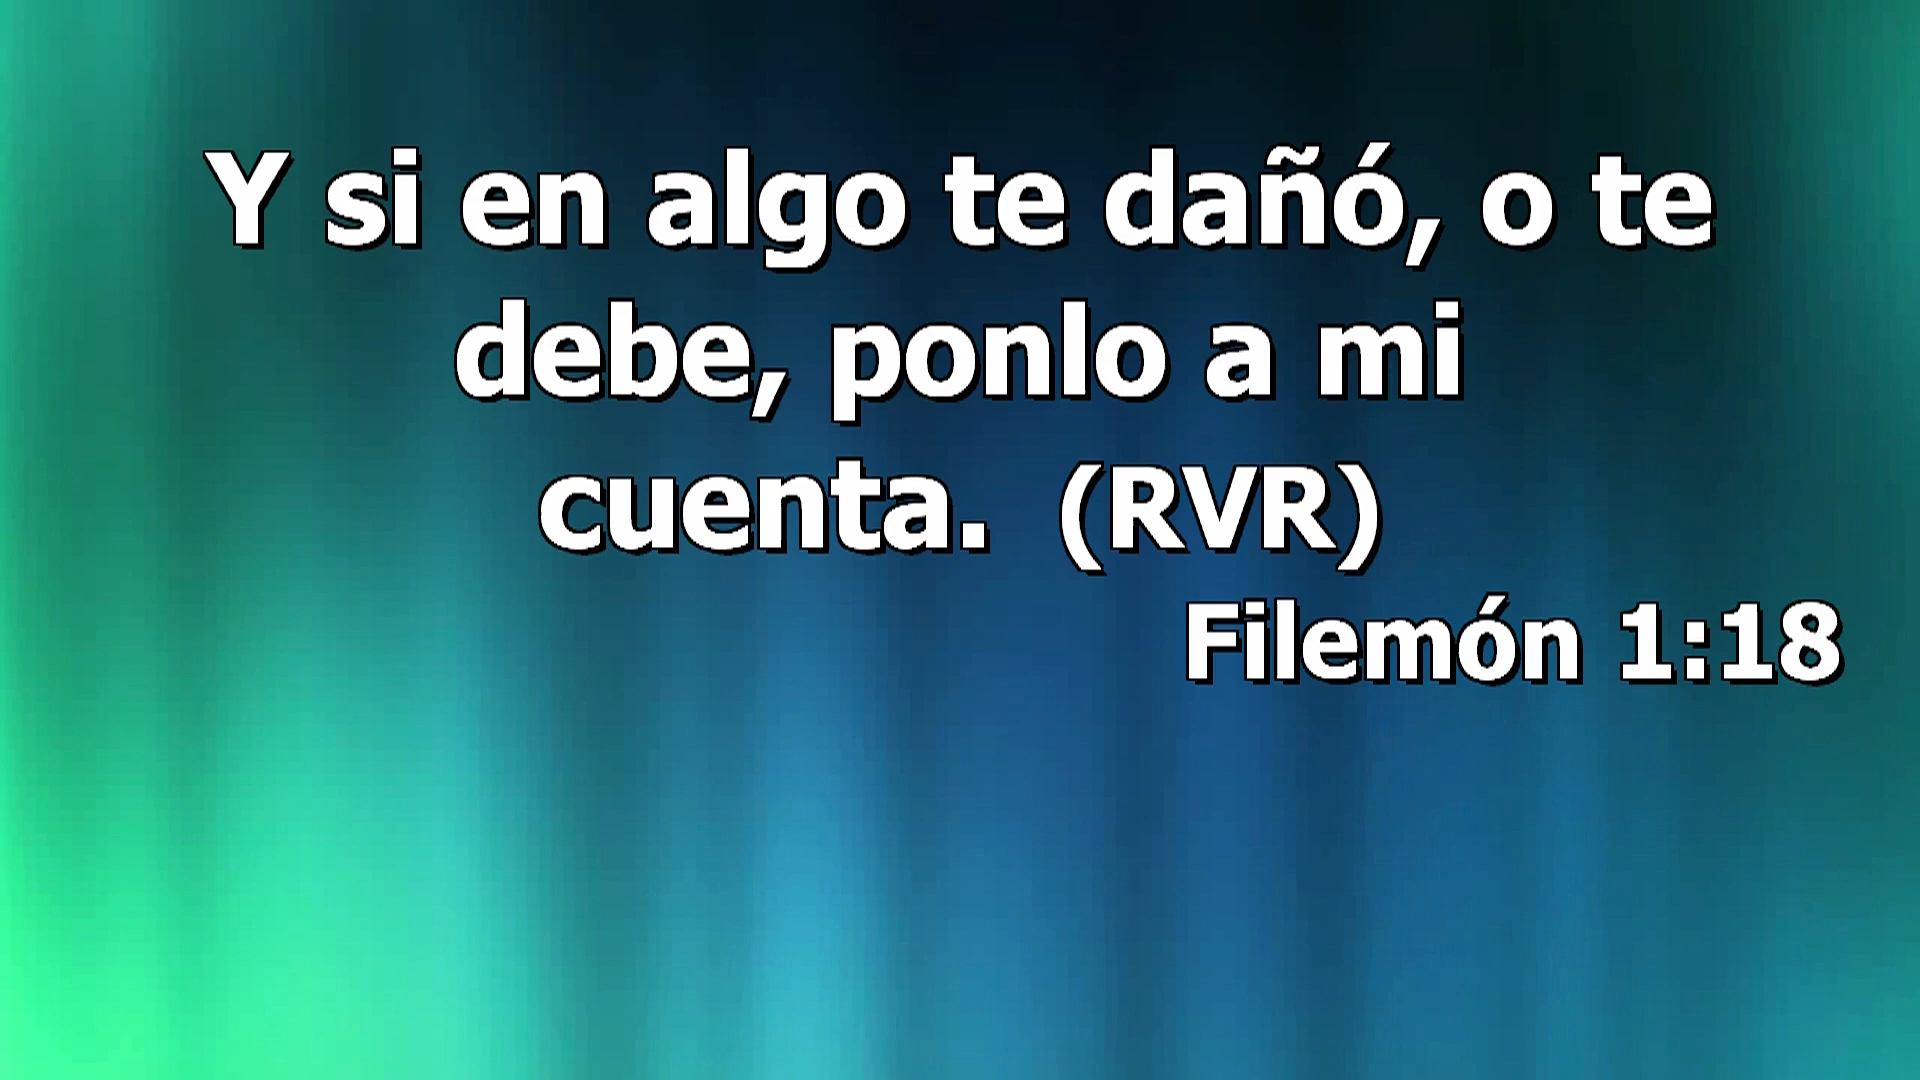 Y si en algo te dañó, o te
debe, ponlo a mi
cuenta. (RVR)
Filemón 1:18